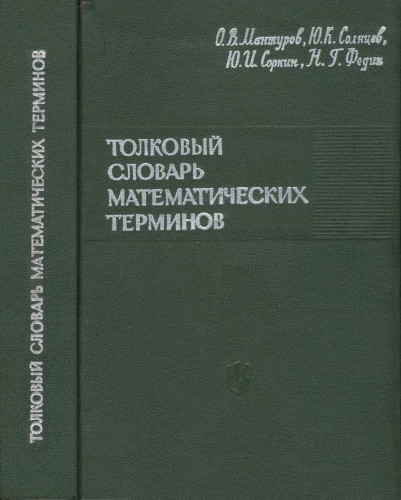 О.В. Мантуров, Ю.К. Солнцев,
Ю.И. Соркин, Н.Г. Федин
ТОЛКОВЫЙ
СЛОВАРЬ
МАТЕМАТИЧЕСКИХ
ТЕРМИНОВ
ТОЛКОВЫЙ СЛОВАРЬ МАТЕМАТИЧЕСКИХ ТЕРМИНОВ